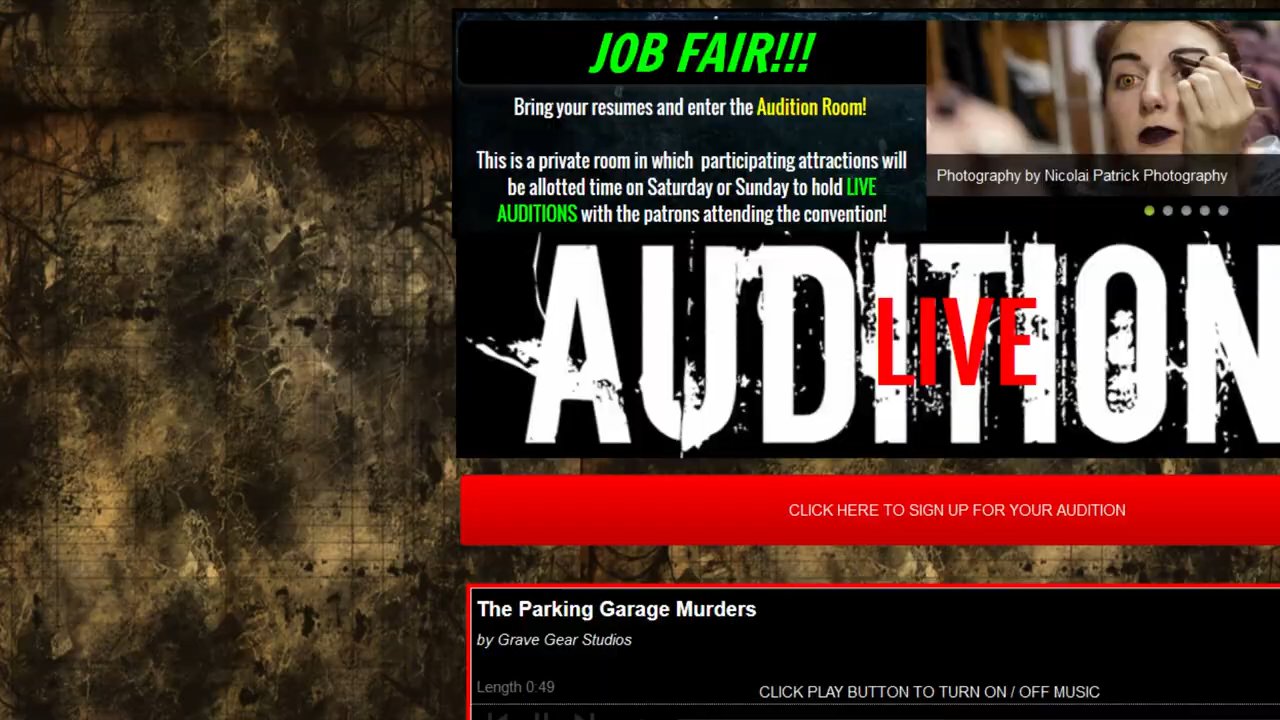 JOB FAIR!!!
Bring your resumes and enter the Audition Room!
This is a private room in which participating attractions will
be allotted time on Saturday or Sunday to hold LIVE
AUDITIONS with the patrons attending the convention!
Photography by Nicolai Patrick Photography
AUDITION
LIVE
CLICK HERE TO SIGN UP FOR YOUR AUDITION
The Parking Garage Murders
by Grave Gear Studios
Length 0:49
CLICK PLAY BUTTON TO TURN ON / OFF MUSIC